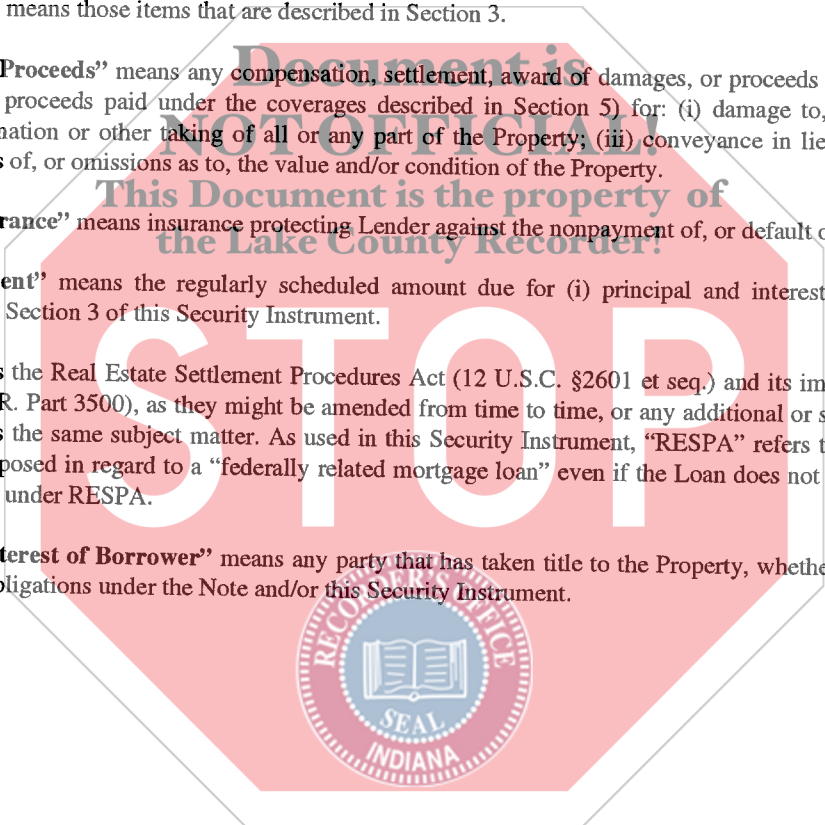 means those items that are described in Section 3.
Document is
Proceeds” means any compensation, settlement, award of damages, or proceeds
proceeds paid under the coverages described in Section 5) for: (i) damage to,
nation or other taking of all or any part of the Property; (iii) conveyance in lie
NOT OFFICIAL!
s of, or omissions as to, the value and/or condition of the Property.
This Document is the property of
rance” means insurance protecting Lender against the nonpayment of, or default o
the Lake County Recorder!
ent” means the regularly scheduled amount due for (i) principal and interest
Section 3 of this Security Instrument.
STOP
s the Real Estate Settlement Procedures Act (12 U.S.C. §2601 et seq.) and its im
R. Part 3500), as they might be amended from time to time, or any additional or s
s the same subject matter. As used in this Security Instrument, “RESPA” refers t
posed in regard to a “federally related mortgage loan” even if the Loan does not
under RESPA.
terest of Borrower” means any party that has taken title to the Property, whethe
bligations under the Note and/or this Security Instrument.
RECORDER'S OFFICE
SEAL
INDIANA